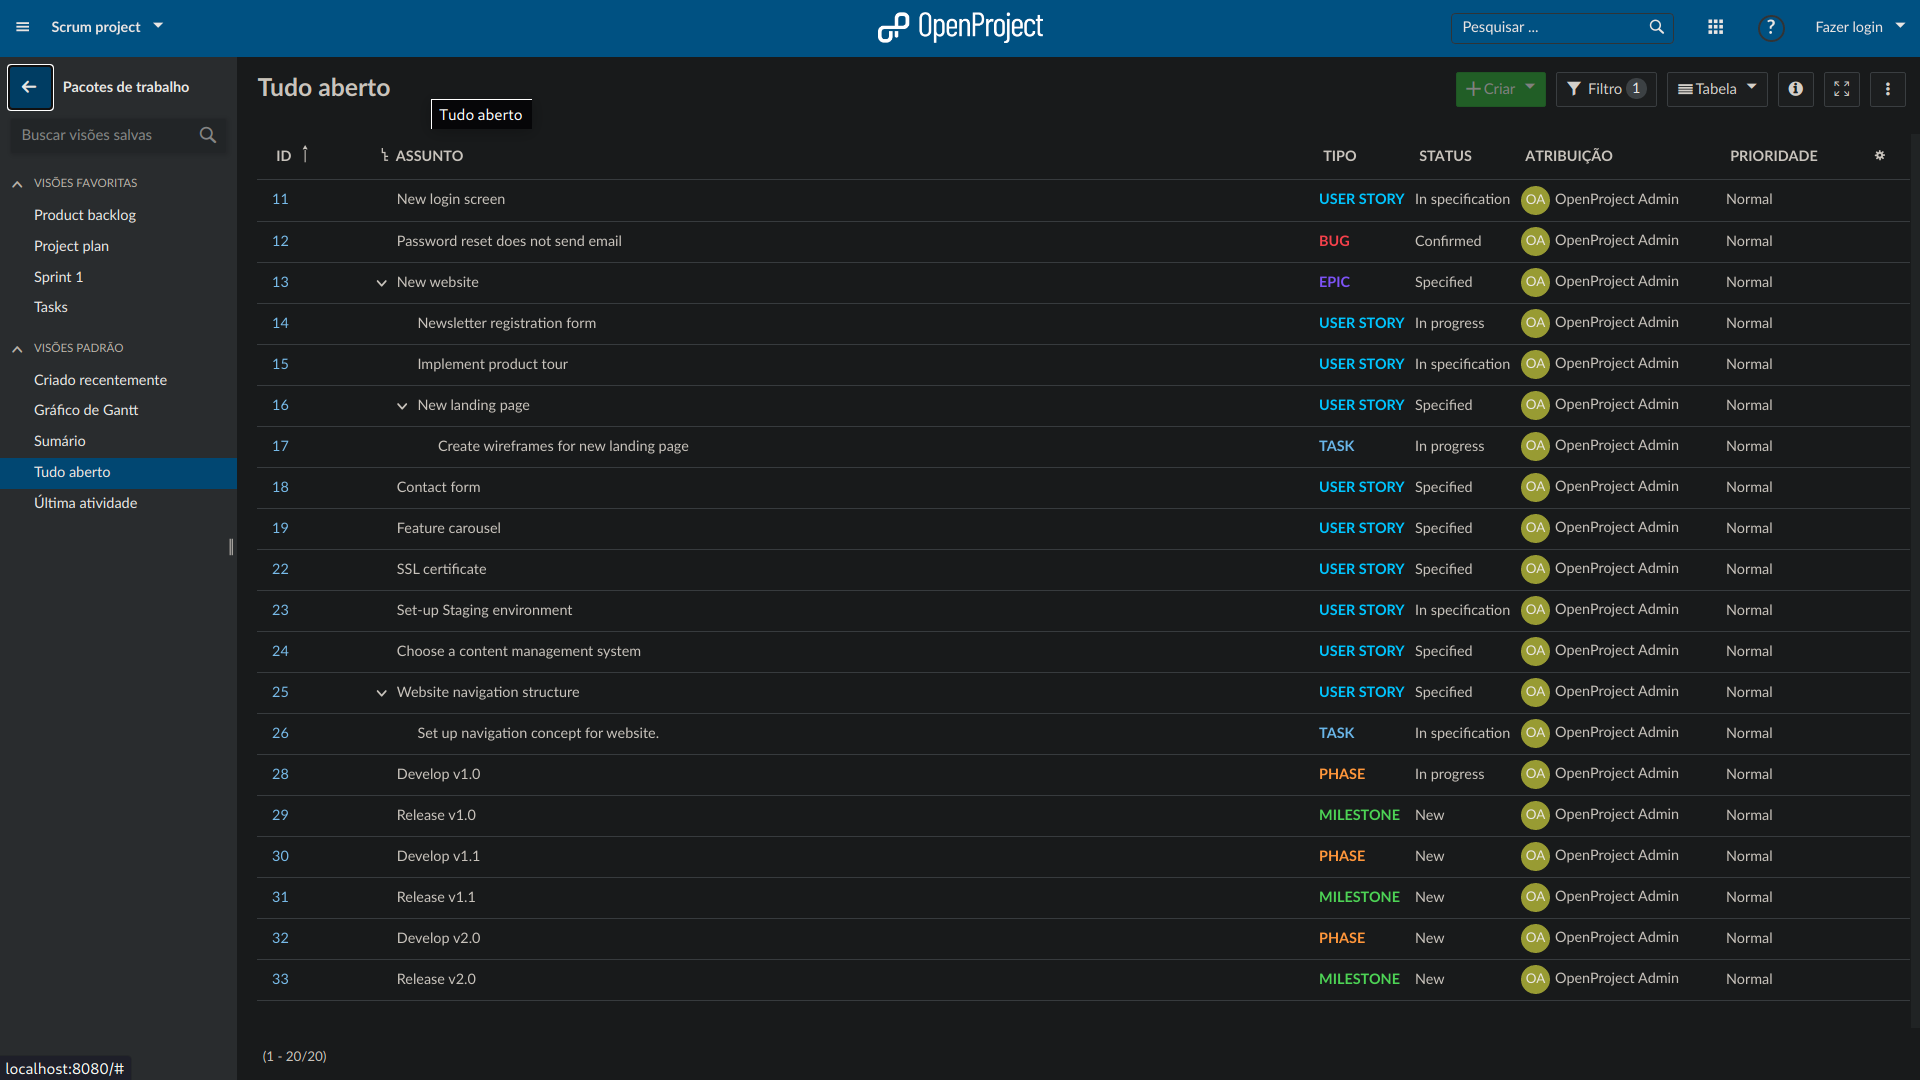 Scrum project
OpenProject
Pesquisar ...
?
Fazer login
Pacotes de trabalho
Buscar visões salvas
VISÕES FAVORITAS
Product backlog
Project plan
Sprint 1
Tasks
VISÕES PADRÃO
Criado recentemente
Gráfico de Gantt
Sumário
Tudo aberto
Última atividade
Tudo aberto
Tudo aberto
Criar
Filtro 1
Tabela
ID ASSUNTO TIPO STATUS ATRIBUIÇÃO PRIORIDADE
11 New login screen USER STORY In specification OA OpenProject Admin Normal
12 Password reset does not send email BUG Confirmed OA OpenProject Admin Normal
13 New website EPIC Specified OA OpenProject Admin Normal
14 Newsletter registration form USER STORY In progress OA OpenProject Admin Normal
15 Implement product tour USER STORY In specification OA OpenProject Admin Normal
16 New landing page USER STORY Specified OA OpenProject Admin Normal
17 Create wireframes for new landing page TASK In progress OA OpenProject Admin Normal
18 Contact form USER STORY Specified OA OpenProject Admin Normal
19 Feature carousel USER STORY Specified OA OpenProject Admin Normal
22 SSL certificate USER STORY Specified OA OpenProject Admin Normal
23 Set-up Staging environment USER STORY In specification OA OpenProject Admin Normal
24 Choose a content management system USER STORY Specified OA OpenProject Admin Normal
25 Website navigation structure USER STORY Specified OA OpenProject Admin Normal
26 Set up navigation concept for website. TASK In specification OA OpenProject Admin Normal
28 Develop v1.0 PHASE In progress OA OpenProject Admin Normal
29 Release v1.0 MILESTONE New OA OpenProject Admin Normal
30 Develop v1.1 PHASE New OA OpenProject Admin Normal
31 Release v1.1 MILESTONE New OA OpenProject Admin Normal
32 Develop v2.0 PHASE New OA OpenProject Admin Normal
33 Release v2.0 MILESTONE New OA OpenProject Admin Normal
(1 - 20/20)
localhost:8080/#